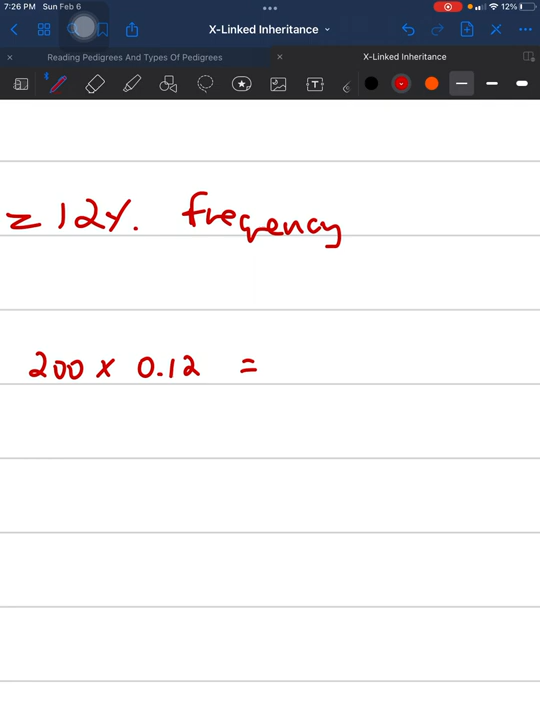 7:26 PM Sun Feb 6
12%
X-Linked Inheritance
Reading Pedigrees And Types Of Pedigrees
X-Linked Inheritance
T
= 12%. frequency
200 x 0.12 =